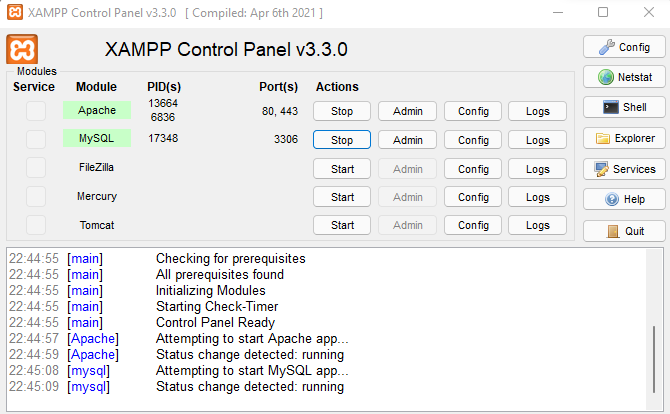 XAMPP Control Panel v3.3.0 [ Compiled: Apr 6th 2021 ]
XAMPP Control Panel v3.3.0
Config
Modules
Service Module PID(s) Port(s) Actions
Netstat
Apache 13664 6836 80, 443 Stop Admin Config Logs
Shell
MySQL 17348 3306 Stop Admin Config Logs
Explorer
FileZilla Start Admin Config Logs
Services
Mercury Start Admin Config Logs
Help
Tomcat Start Admin Config Logs
Quit
22:44:55 [main] Checking for prerequisites
22:44:55 [main] All prerequisites found
22:44:55 [main] Initializing Modules
22:44:55 [main] Starting Check-Timer
22:44:55 [main] Control Panel Ready
22:44:57 [Apache] Attempting to start Apache app...
22:44:59 [Apache] Status change detected: running
22:45:08 [mysql] Attempting to start MySQL app...
22:45:09 [mysql] Status change detected: running